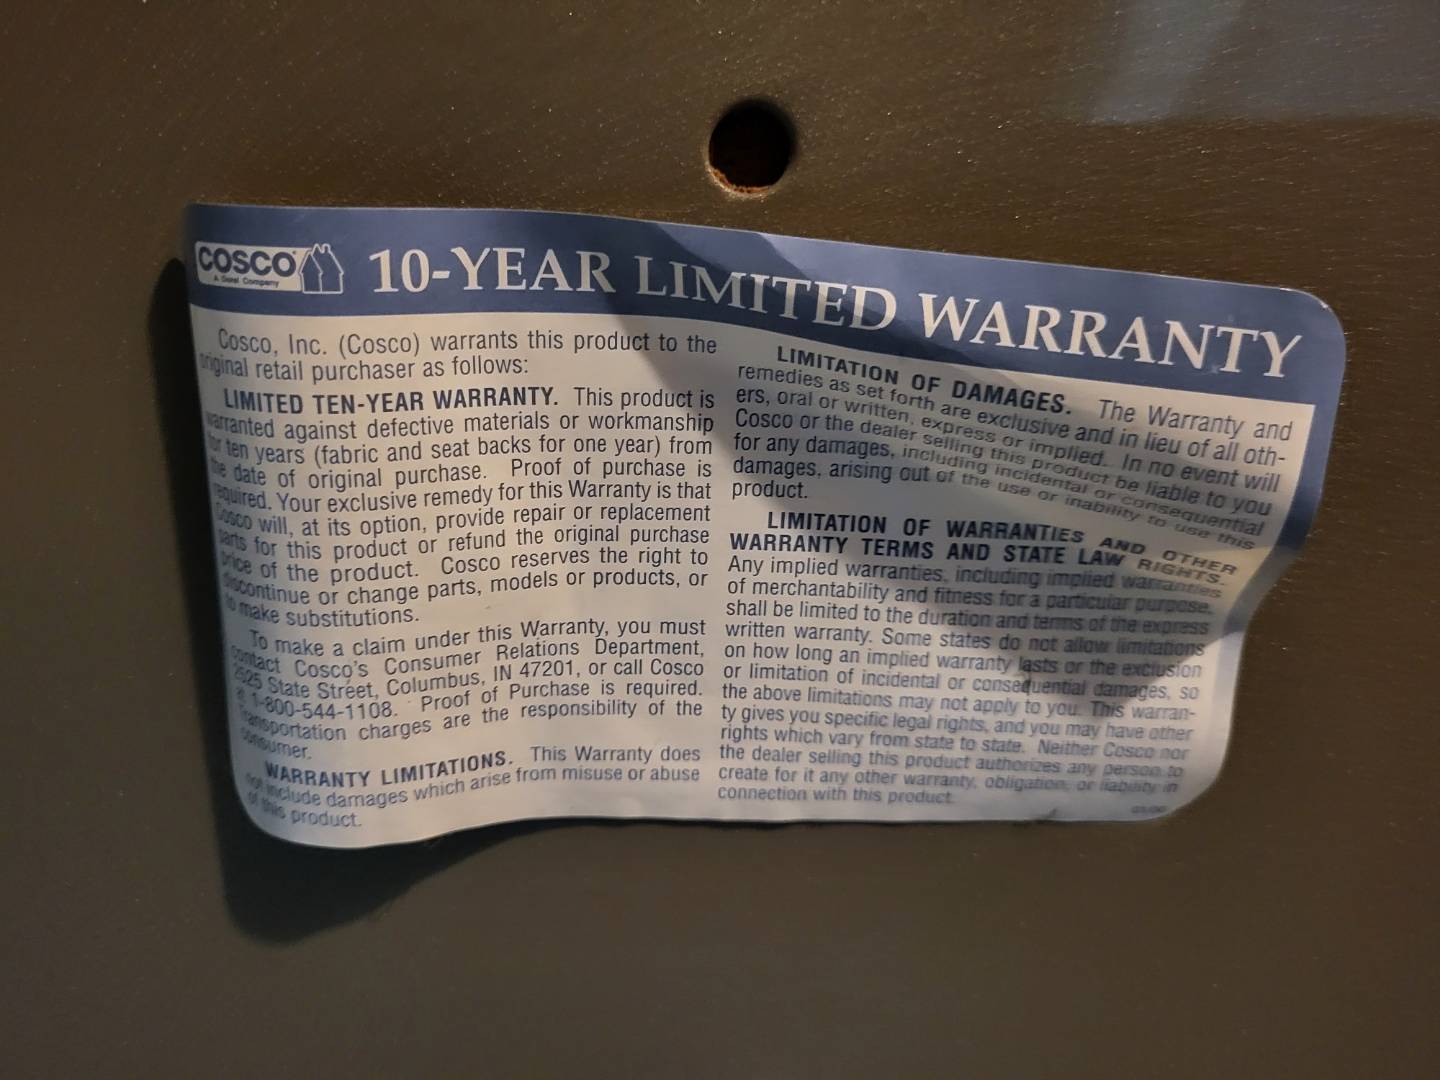 COSCO
A Dorel Company
10-YEAR LIMITED WARRANTY
Cosco, Inc. (Cosco) warrants this product to the
original retail purchaser as follows:
LIMITED TEN-YEAR WARRANTY. This product is
warranted against defective materials or workmanship
for ten years (fabric and seat backs for one year) from
the date of original purchase. Proof of purchase is
required. Your exclusive remedy for this Warranty is that
Cosco will, at its option, provide repair or replacement
parts for this product or refund the original purchase
price of the product. Cosco reserves the right to
discontinue or change parts, models or products, or
to make substitutions.
To make a claim under this Warranty, you must
contact Cosco's Consumer Relations Department,
2525 State Street, Columbus, IN 47201, or call Cosco
at 1-800-544-1108. Proof of Purchase is required.
Transportation charges are the responsibility of the
consumer.
WARRANTY LIMITATIONS. This Warranty does
not include damages which arise from misuse or abuse
of this product.
LIMITATION OF DAMAGES. The Warranty and
remedies as set forth are exclusive and in lieu of all oth-
ers, oral or written, express or implied. In no event will
Cosco or the dealer selling this product be liable to you
for any damages, including incidental or consequential
damages, arising out of the use or inability to use this
product.
LIMITATION OF WARRANTIES AND OTHER
WARRANTY TERMS AND STATE LAW RIGHTS.
Any implied warranties, including implied warranties
of merchantability and fitness for a particular purpose,
shall be limited to the duration and terms of the express
written warranty. Some states do not allow limitations
on how long an implied warranty lasts or the exclusion
or limitation of incidental or consequential damages, so
the above limitations may not apply to you. This warran-
ty gives you specific legal rights, and you may have other
rights which vary from state to state. Neither Cosco nor
the dealer selling this product authorizes any person to
create for it any other warranty, obligation, or liability in
connection with this product.